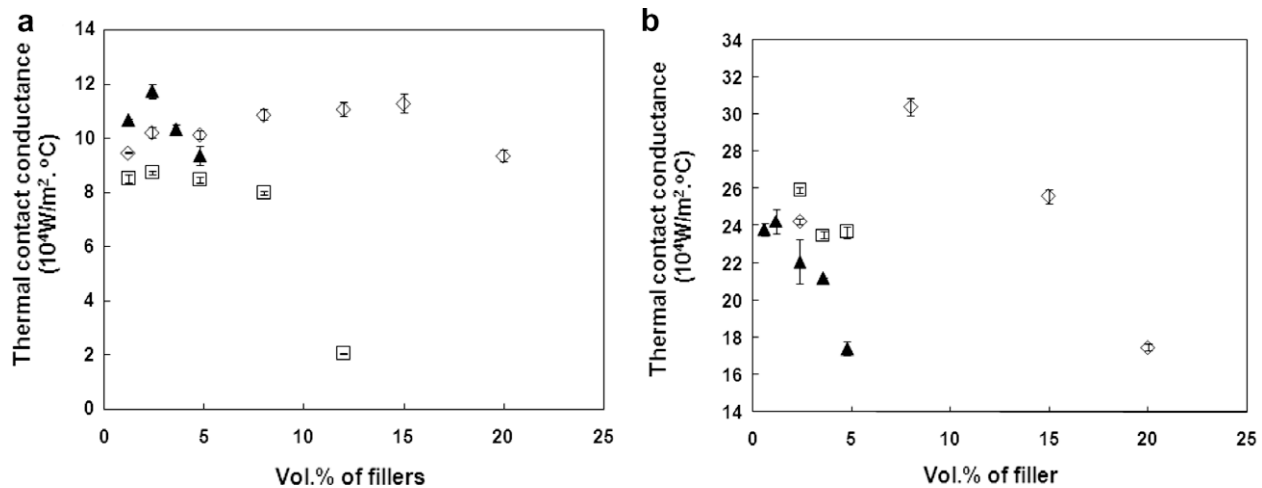 a
14
12
10
8
6
4
2
0
0 5 10 15 20 25
Thermal contact conductance
(10⁴W/m².ºC)
Vol.% of fillers
b
34
32
30
28
26
24
22
20
18
16
14
0 5 10 15 20 25
Thermal contact conductance
(10⁴W/m².ºC)
Vol.% of filler